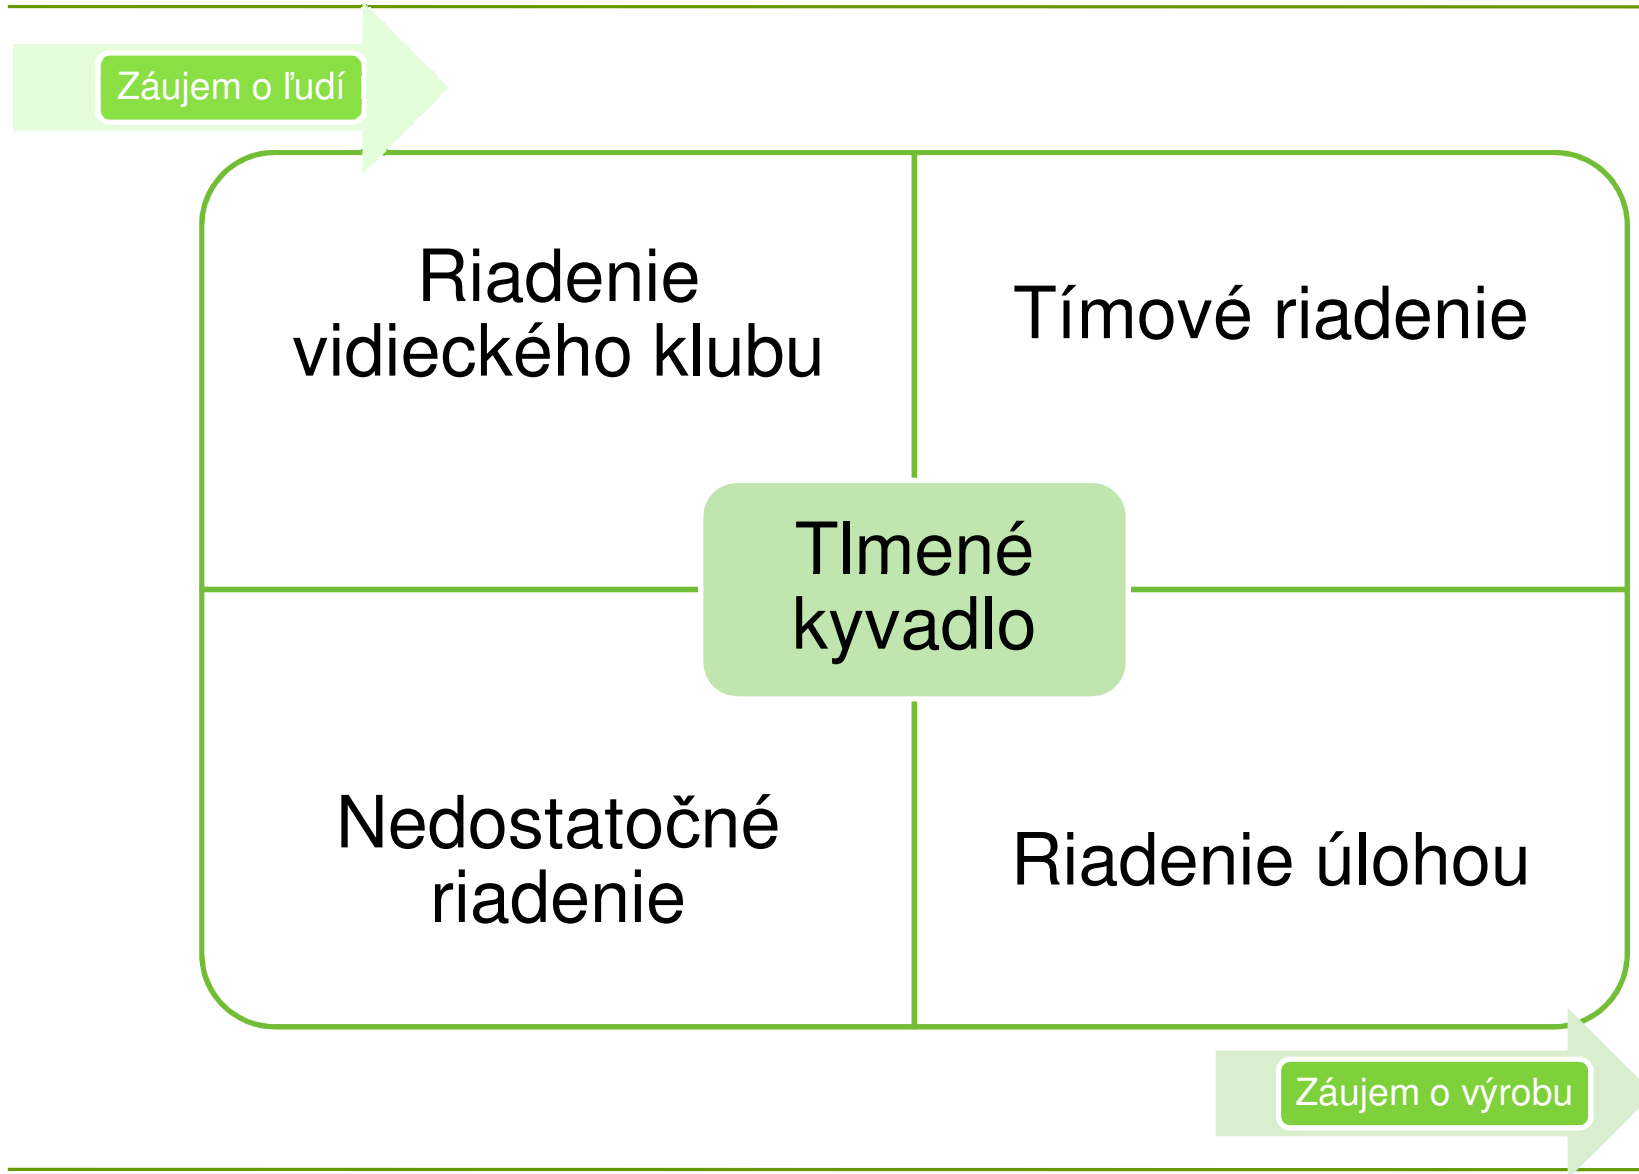 Záujem o ľudí
Riadenie
vidieckého klubu
Tímové riadenie
Tlmené
kyvadlo
Nedostatočné
riadenie
Riadenie úlohou
Záujem o výrobu